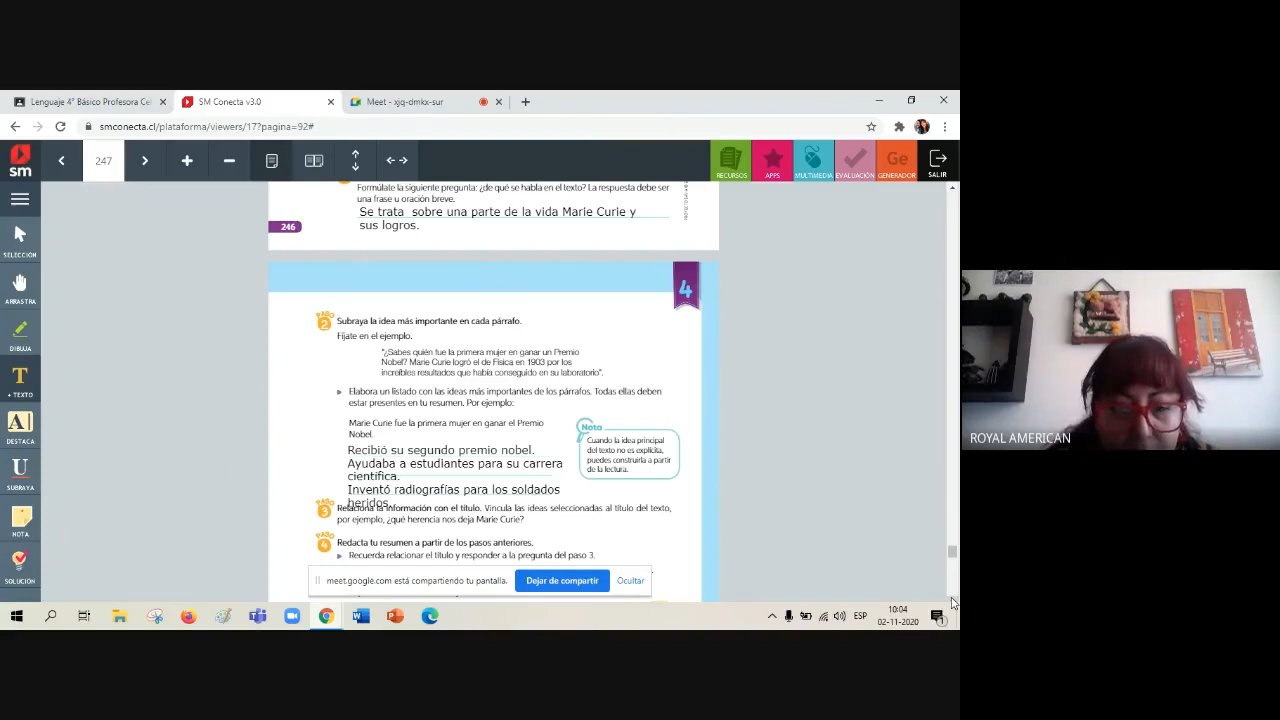 Lenguaje 4° Básico Profesora Ce
SM Conecta v3.0
Meet - xjq-dmkx-sur
smconecta.cl/plataforma/viewers/17?pagina=92#
sm
247
RECURSOS
APPS
MULTIMEDIA
EVALUACIÓN
Ge
GENERADOR
SALIR
SELECCIÓN
ARRASTRA
DIBUJA
T
+ TEXTO
A
DESTACA
U
SUBRAYA
NOTA
SOLUCIÓN
Formúlate la siguiente pregunta: ¿de qué se habla en el texto? La respuesta debe ser
una frase u oración breve.
Se trata sobre una parte de la vida Marie Curie y
sus logros.
246
4
PASO
2
Subraya la idea más importante en cada párrafo.
Fíjate en el ejemplo.
"¿Sabes quién fue la primera mujer en ganar un Premio
Nobel? Marie Curie logró el de Física en 1903 por los
increíbles resultados que había conseguido en su laboratorio".
Elabora un listado con las ideas más importantes de los párrafos. Todas ellas deben
estar presentes en tu resumen. Por ejemplo:
Marie Curie fue la primera mujer en ganar el Premio
Nobel.
Recibió su segundo premio nobel.
Ayudaba a estudiantes para su carrera
científica.
Inventó radiografías para los soldados
heridos.
Nota
Cuando la idea principal
del texto no es explícita,
puedes construirla a partir
de la lectura.
PASO
3
Relaciona la información con el título. Vincula las ideas seleccionadas al título del texto,
por ejemplo, ¿qué herencia nos deja Marie Curie?
PASO
4
Redacta tu resumen a partir de los pasos anteriores.
Recuerda relacionar el título y responder a la pregunta del paso 3.
meet.google.com está compartiendo tu pantalla.
Dejar de compartir
Ocultar
ESP
10:04
02-11-2020
1
ROYAL AMERICAN